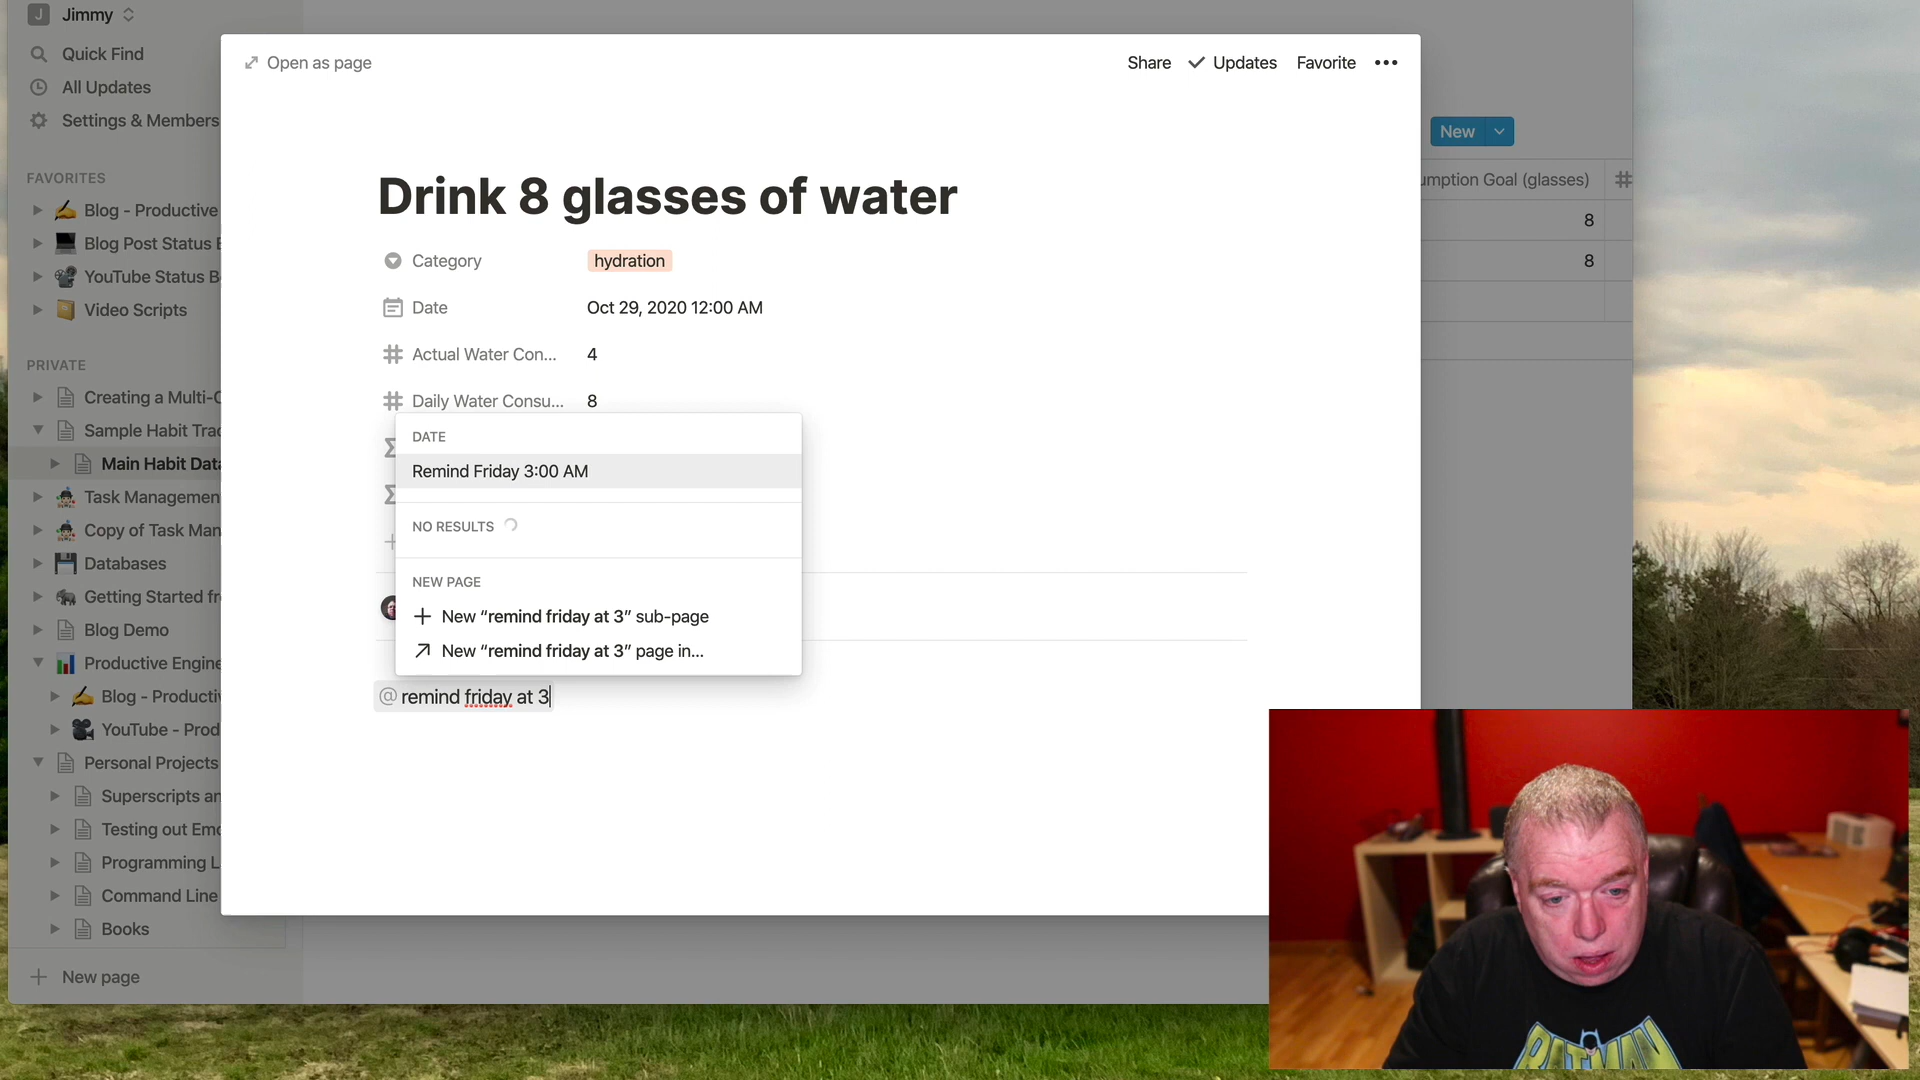 J Jimmy
Quick Find
All Updates
Settings & Members
FAVORITES
Blog - Productive
Blog Post Status
YouTube Status B
Video Scripts
PRIVATE
Creating a Multi-
Sample Habit Trac
Main Habit Data
Task Managemen
Copy of Task Man
Databases
Getting Started fr
Blog Demo
Productive Engine
Blog - Productiv
YouTube - Prod
Personal Projects
Superscripts an
Testing out Emo
Programming L
Command Line
Books
New page
Open as page
Share
Updates
Favorite
Drink 8 glasses of water
Category hydration
Date Oct 29, 2020 12:00 AM
Actual Water Con... 4
Daily Water Consu... 8
DATE
Remind Friday 3:00 AM
NO RESULTS
NEW PAGE
New “remind friday at 3” sub-page
New “remind friday at 3” page in...
@remind friday at 3
New
umption Goal (glasses)
8
8
BATMAN